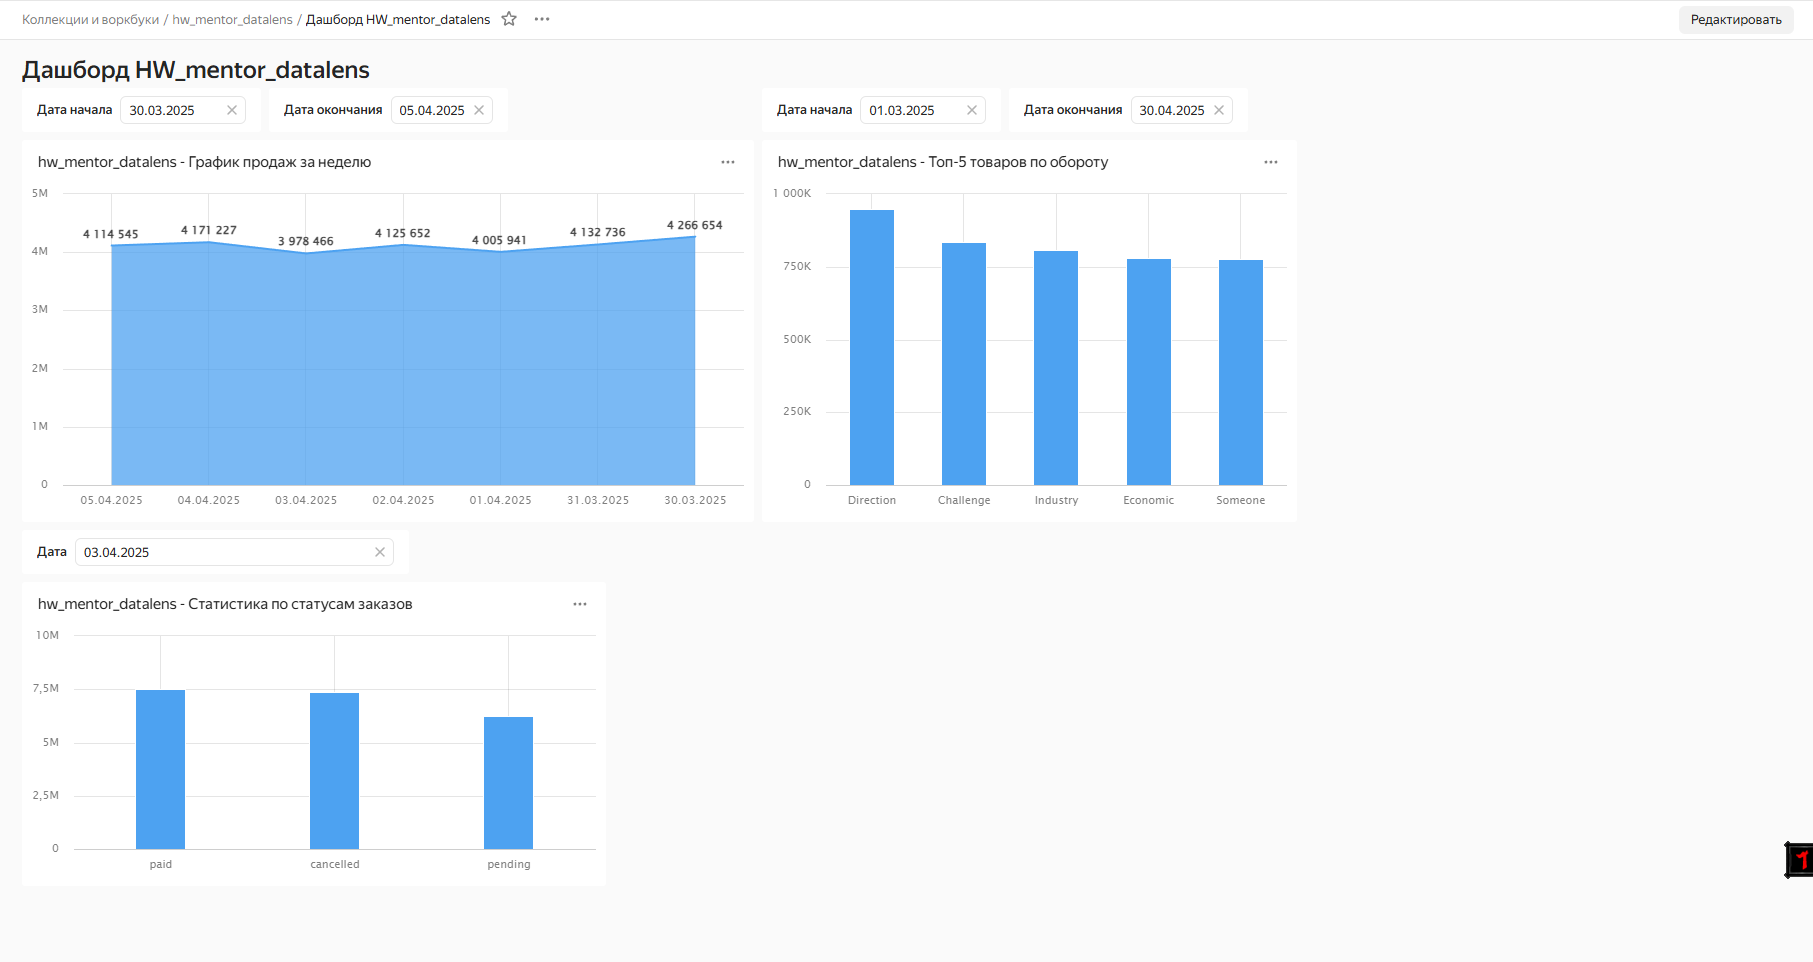 Коллекции и воркбуки / hw_mentor_datalens / Дашборд HW_mentor_datalens
Редактировать
Дашборд HW_mentor_datalens
Дата начала 30.03.2025
Дата окончания 05.04.2025
Дата начала 01.03.2025
Дата окончания 30.04.2025
hw_mentor_datalens - График продаж за неделю
5M
4M
3M
2M
1M
0
4 114 545
4 171 227
3 978 466
4 125 652
4 005 941
4 132 736
4 266 654
05.04.2025
04.04.2025
03.04.2025
02.04.2025
01.04.2025
31.03.2025
30.03.2025
hw_mentor_datalens - Топ-5 товаров по обороту
1 000K
750K
500K
250K
0
Direction
Challenge
Industry
Economic
Someone
Дата 03.04.2025
hw_mentor_datalens - Статистика по статусам заказов
10M
7,5M
5M
2,5M
0
paid
cancelled
pending
1